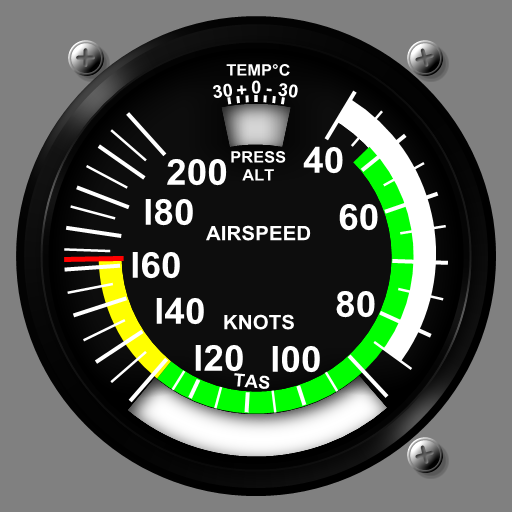 TEMP°C
30 + 0 - 30
PRESS
ALT
200
40
180
60
AIRSPEED
160
140
80
KNOTS
120
100
TAS